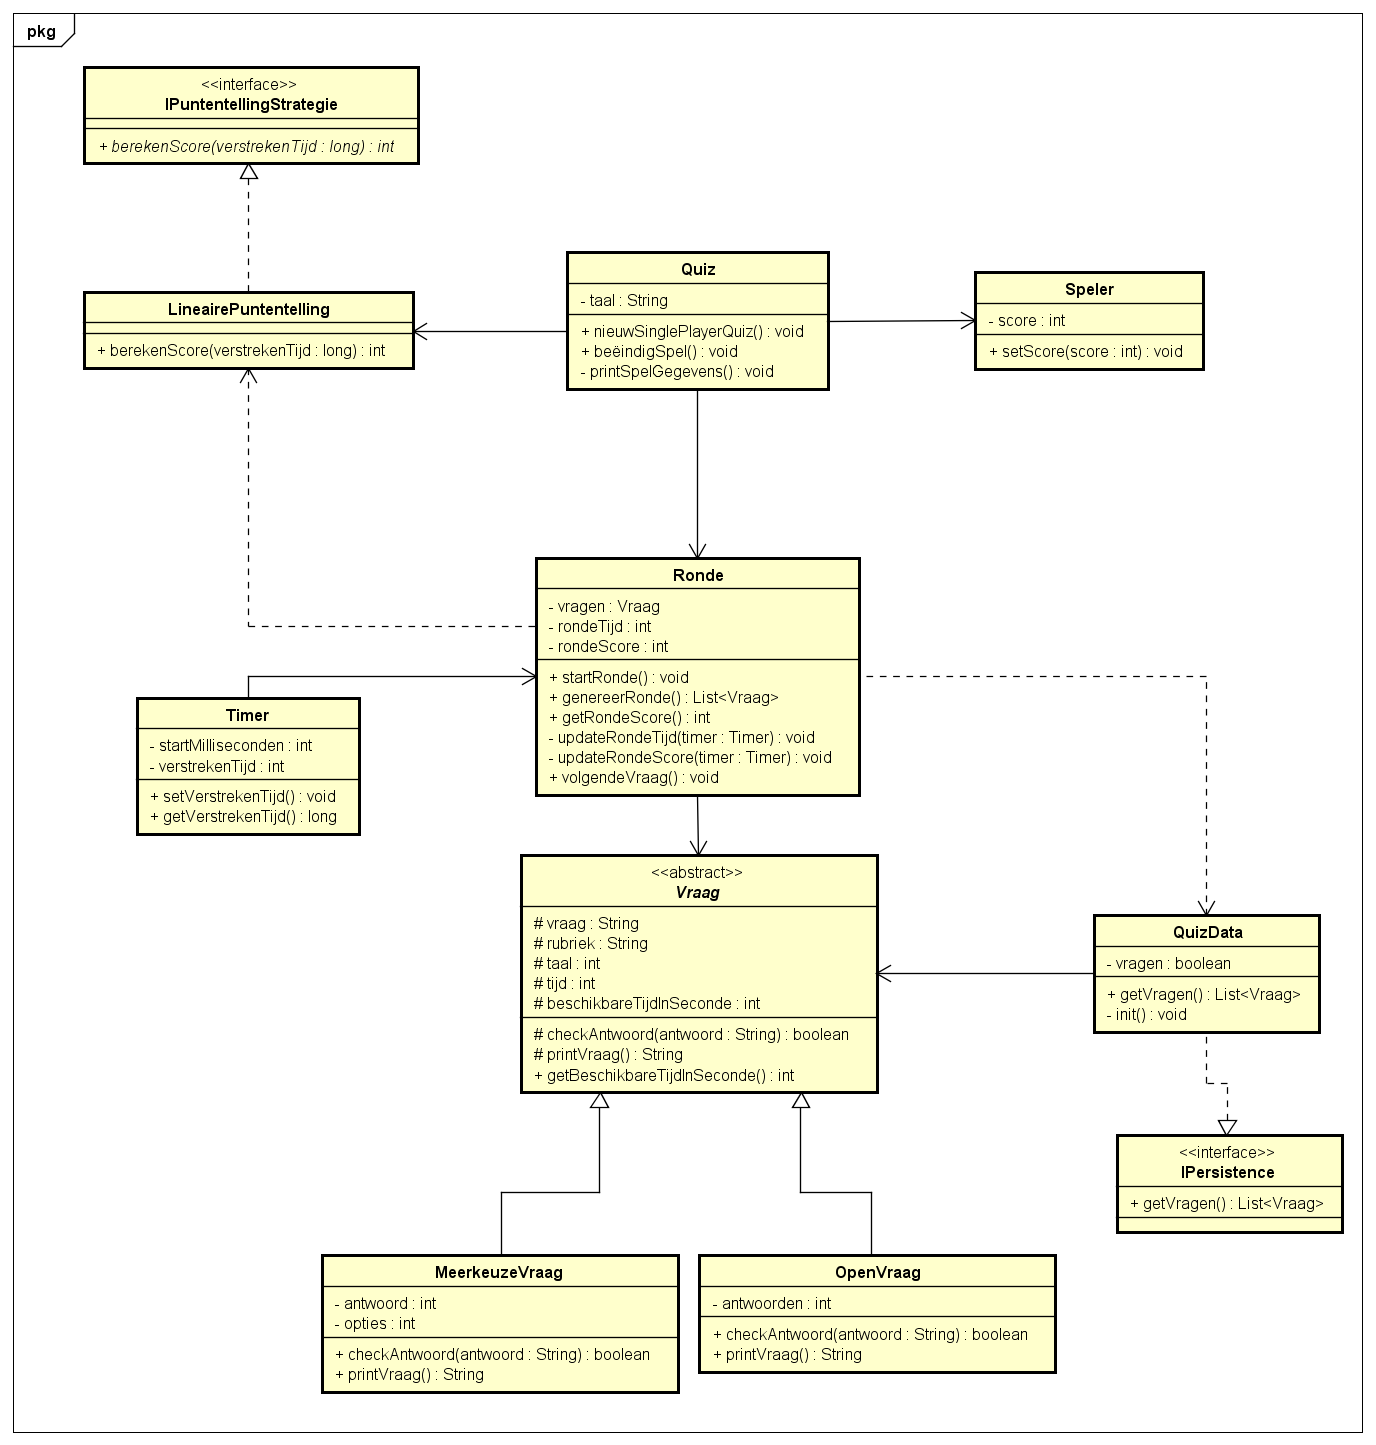 pkg
<<interface>>
IPuntentellingStrategie
+ berekenScore(verstrekenTijd : long) : int
LineairePuntentelling
+ berekenScore(verstrekenTijd : long) : int
Quiz
- taal : String
+ nieuwSinglePlayerQuiz() : void
+ beëindigSpel() : void
- printSpelGegevens() : void
Speler
- score : int
+ setScore(score : int) : void
Ronde
- vragen : Vraag
- rondeTijd : int
- rondeScore : int
+ startRonde() : void
+ genereerRonde() : List<Vraag>
+ getRondeScore() : int
- updateRondeTijd(timer : Timer) : void
- updateRondeScore(timer : Timer) : void
+ volgendeVraag() : void
Timer
- startMilliseconden : int
- verstrekenTijd : int
+ setVerstrekenTijd() : void
+ getVerstrekenTijd() : long
<<abstract>>
Vraag
# vraag : String
# rubriek : String
# taal : int
# tijd : int
# beschikbareTijdInSeconde : int
# checkAntwoord(antwoord : String) : boolean
# printVraag() : String
+ getBeschikbareTijdInSeconde() : int
QuizData
- vragen : boolean
+ getVragen() : List<Vraag>
- init() : void
<<interface>>
IPersistence
+ getVragen() : List<Vraag>
MeerkeuzeVraag
- antwoord : int
- opties : int
+ checkAntwoord(antwoord : String) : boolean
+ printVraag() : String
OpenVraag
- antwoorden : int
+ checkAntwoord(antwoord : String) : boolean
+ printVraag() : String